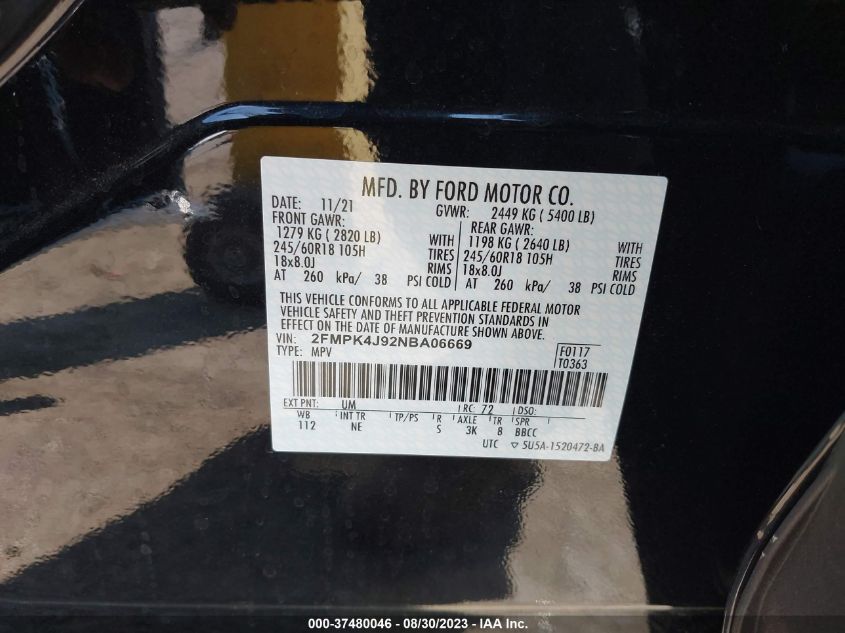 MFD. BY FORD MOTOR CO.
DATE: 11/21 GVWR: 2449 KG ( 5400 LB)
FRONT GAWR: REAR GAWR:
1279 KG ( 2820 LB) WITH 1198 KG ( 2640 LB) WITH
245/60R18 105H TIRES 245/60R18 105H TIRES
18x8.0J RIMS 18x8.0J RIMS
AT 260 kPa/ 38 PSI COLD AT 260 kPa/ 38 PSI COLD
THIS VEHICLE CONFORMS TO ALL APPLICABLE FEDERAL MOTOR
VEHICLE SAFETY AND THEFT PREVENTION STANDARDS IN
EFFECT ON THE DATE OF MANUFACTURE SHOWN ABOVE.
VIN: 2FMPK4J92NBA06669 F0117
TYPE: MPV T0363
EXT PNT: UM RC: 72 DSO:
WB INT TR TP/PS R AXLE TR SPR
112 NE S 3K 8 BBCC
UTC ▽ 5U5A-1520472-BA
000-37480046 - 08/30/2023 - IAA Inc.